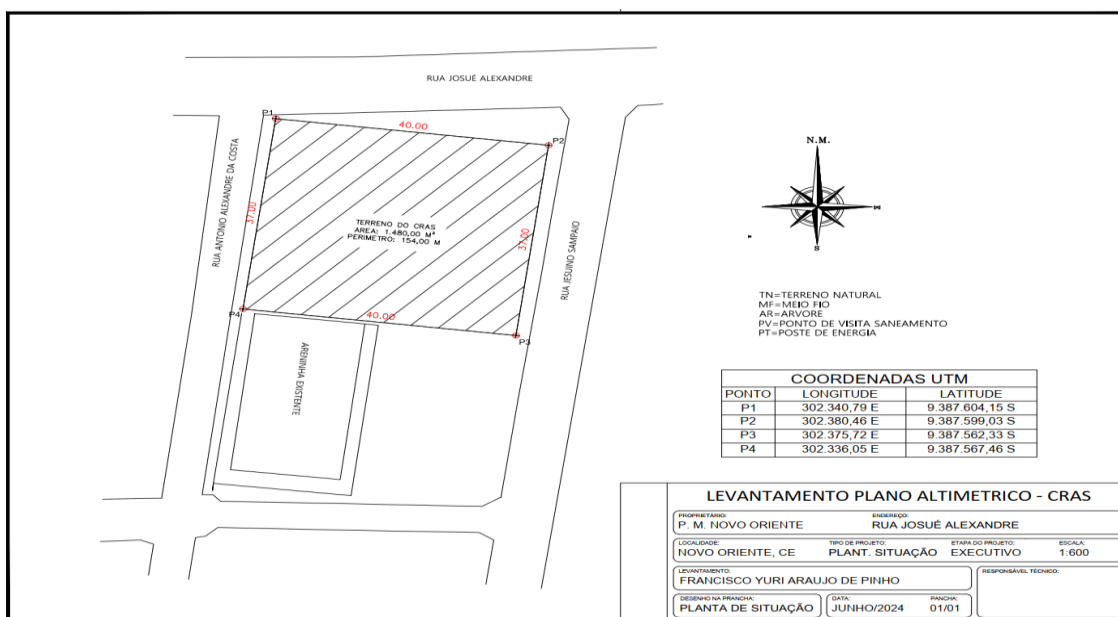 RUA JOSUÉ ALEXANDRE
P1
40.00
P2
RUA ANTONIO ALEXANDRE DA COSTA
37.00
TERRENO DO CRAS
AREA: 1.480,00 M²
PERIMETRO: 154,00 M
37.00
RUA JESUINO SAMPAIO
P4
40.00
P3
ARENINHA EXISTENTE
N.M.
S
TN=TERRENO NATURAL
MF=MEIO FIO
AR=ARVORE
PV=PONTO DE VISITA SANEAMENTO
PT=POSTE DE ENERGIA
COORDENADAS UTM
PONTO LONGITUDE LATITUDE
P1 302.340,79 E 9.387.604,15 S
P2 302.380,46 E 9.387.599,03 S
P3 302.375,72 E 9.387.562,33 S
P4 302.336,05 E 9.387.567,46 S
LEVANTAMENTO PLANO ALTIMETRICO - CRAS
PROPRIETÁRIO: ENDEREÇO:
P. M. NOVO ORIENTE RUA JOSUÉ ALEXANDRE
LOCALIDADE: TIPO DE PROJETO: ETAPA DO PROJETO: ESCALA:
NOVO ORIENTE, CE PLANT. SITUAÇÃO EXECUTIVO 1:600
LEVANTAMENTO: RESPONSÁVEL TÉCNICO:
FRANCISCO YURI ARAUJO DE PINHO
DESENHO NA PRANCHA: DATA: PANCHA:
PLANTA DE SITUAÇÃO JUNHO/2024 01/01